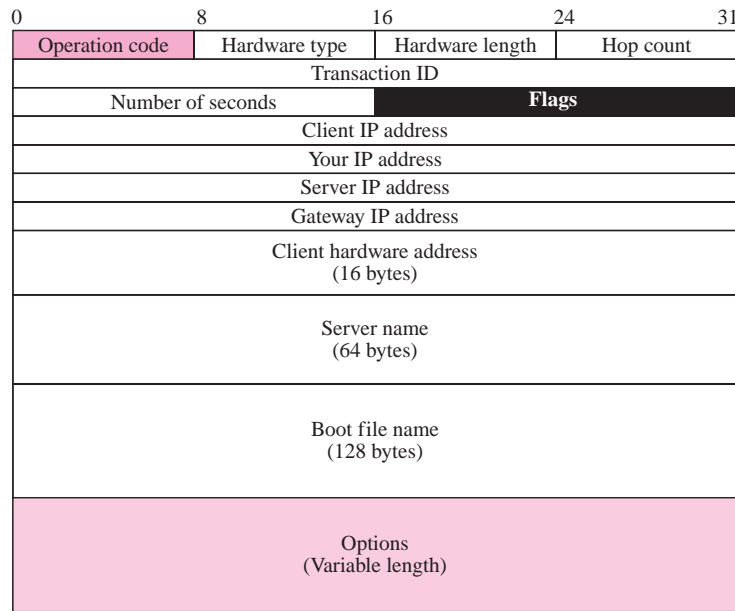 0 8 16 24 31
Operation code Hardware type Hardware length Hop count
Transaction ID
Number of seconds Flags
Client IP address
Your IP address
Server IP address
Gateway IP address
Client hardware address
(16 bytes)
Server name
(64 bytes)
Boot file name
(128 bytes)
Options
(Variable length)